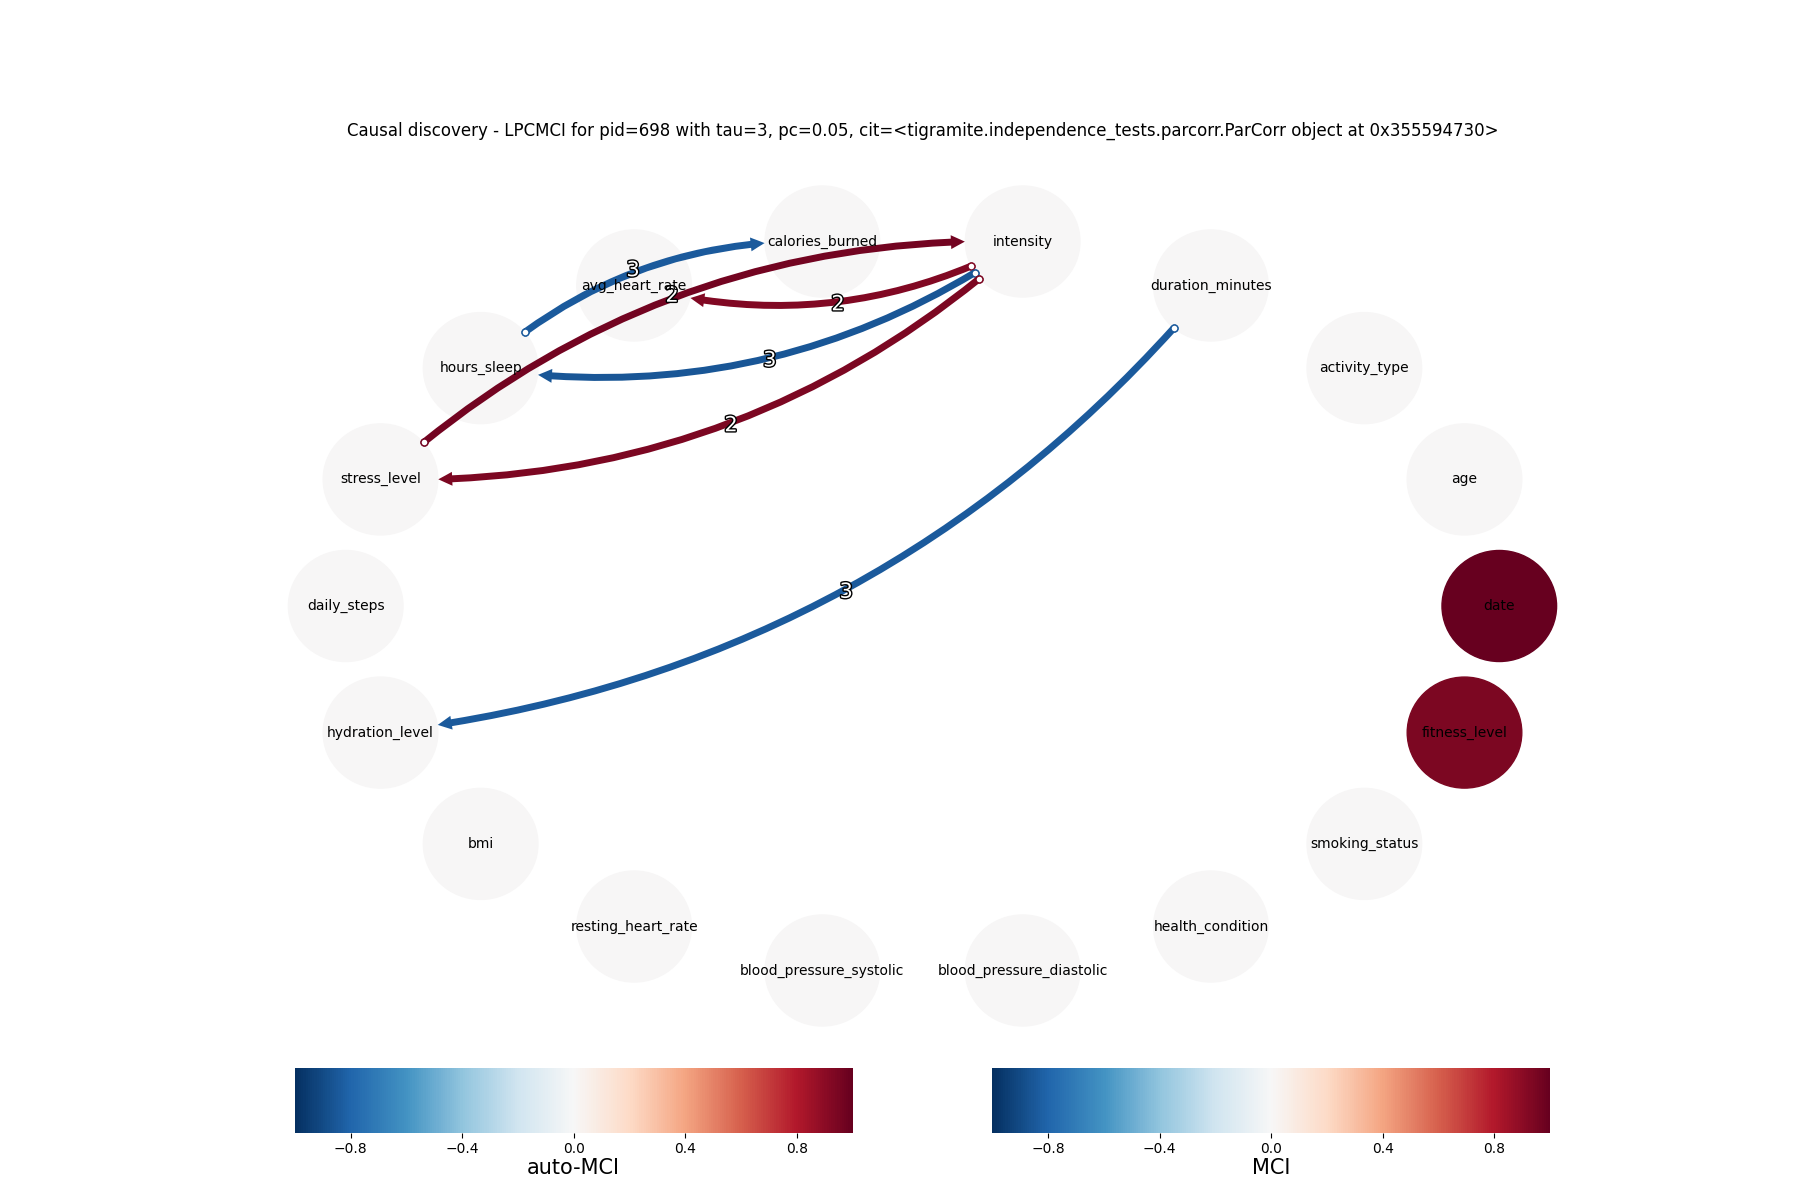 Causal discovery - LPCMCI for pid=698 with tau=3, pc=0.05, cit=<tigramite.independence_tests.parcorr.ParCorr object at 0x355594730>
calories_burned
intensity
3
avg_heart_rate
duration_minutes
2
2
3
hours_sleep
activity_type
2
stress_level
age
3
daily_steps
date
hydration_level
fitness_level
bmi
smoking_status
resting_heart_rate
health_condition
blood_pressure_systolic
blood_pressure_diastolic
−0.8 −0.4 0.0 0.4 0.8
auto-MCI
−0.8 −0.4 0.0 0.4 0.8
MCI